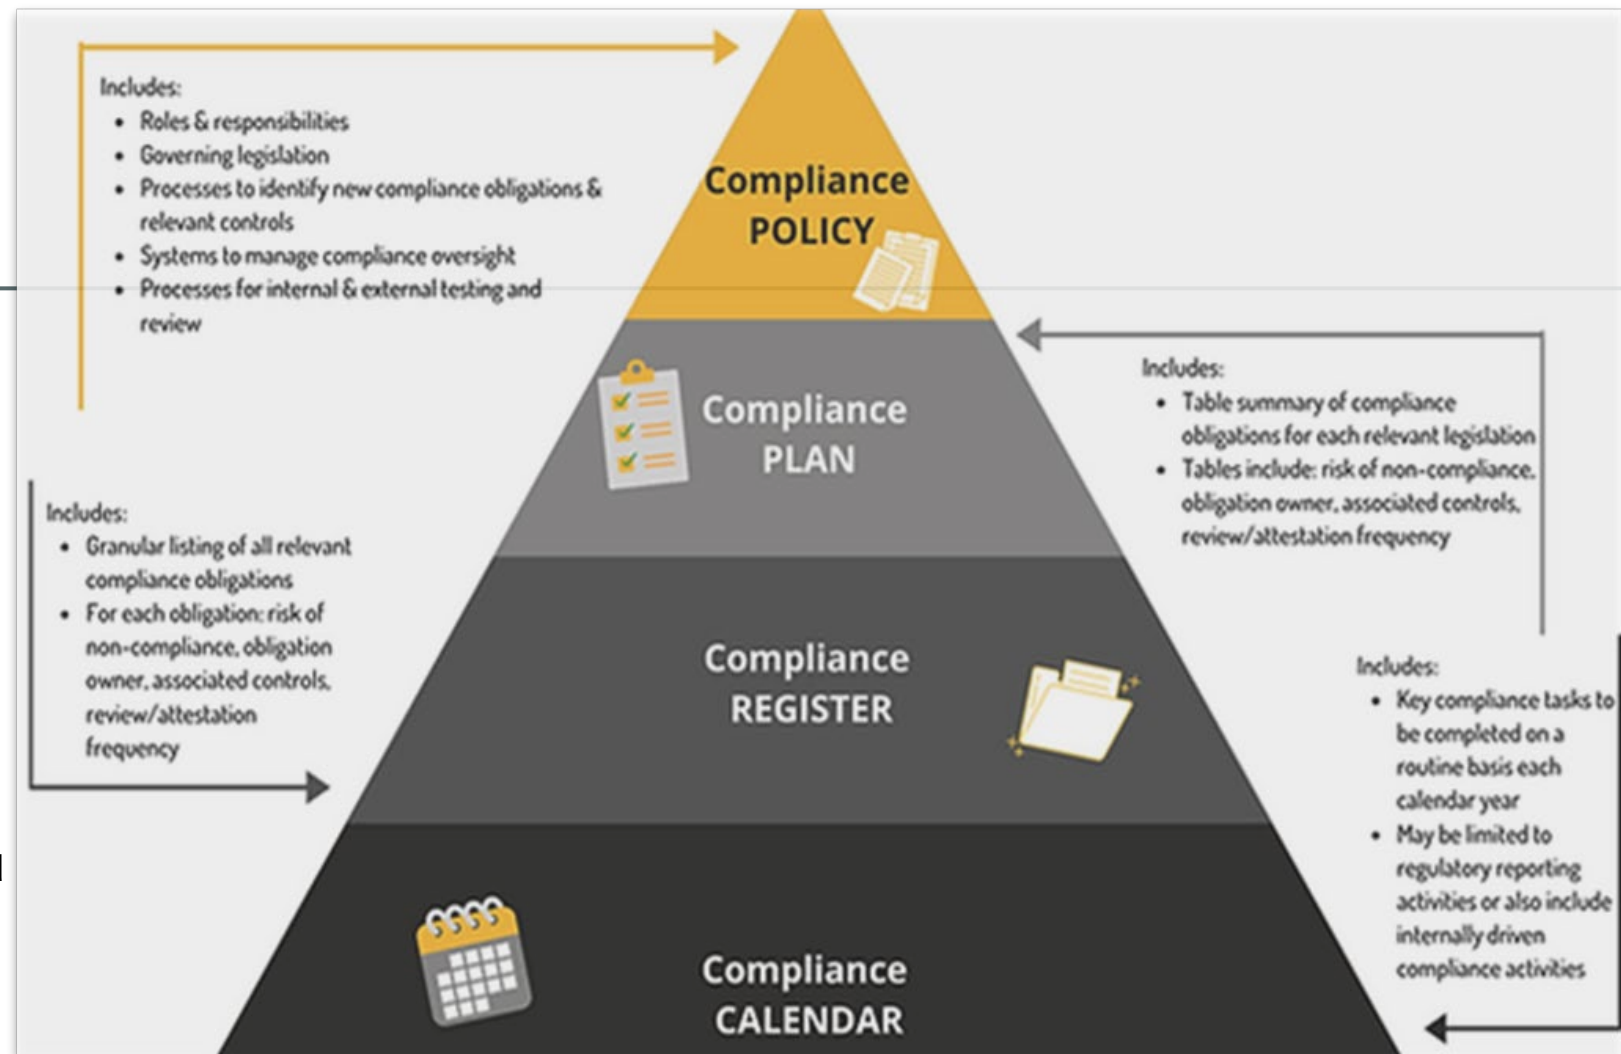 Includes:
• Roles & responsibilities
• Governing legislation
• Processes to identify new compliance obligations &
relevant controls
• Systems to manage compliance oversight
• Processes for internal & external testing and
review
Compliance
POLICY
Includes:
• Table summary of compliance
obligations for each relevant legislation
• Tables include: risk of non-compliance,
obligation owner, associated controls,
review/attestation frequency
Compliance
PLAN
Includes:
• Granular listing of all relevant
compliance obligations
• For each obligation: risk of
non-compliance, obligation
owner, associated controls,
review/attestation
frequency
Compliance
REGISTER
Includes:
• Key compliance tasks to
be completed on a
routine basis each
calendar year
• May be limited to
regulatory reporting
activities or also include
internally driven
compliance activities
Compliance
CALENDAR